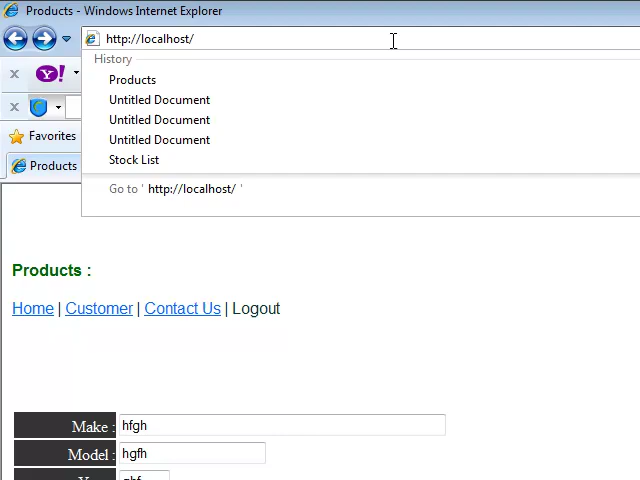 Products - Windows Internet Explorer
http://localhost/
History
Products
Untitled Document
Untitled Document
Untitled Document
Stock List
Go to ' http://localhost/ '
Y!
Favorites
Products
Products :
Home | Customer | Contact Us | Logout
Make : hfgh
Model : hgfh